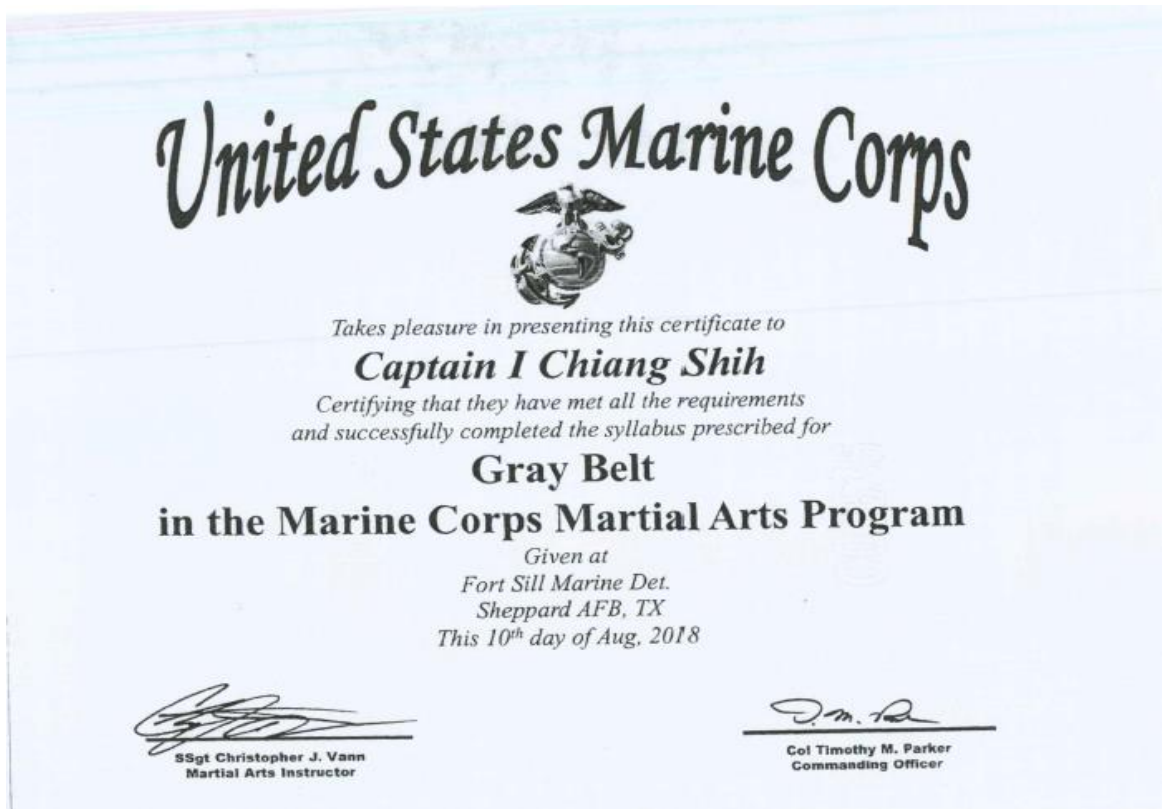 United States Marine Corps
Takes pleasure in presenting this certificate to
Captain I Chiang Shih
Certifying that they have met all the requirements
and successfully completed the syllabus prescribed for
Gray Belt
in the Marine Corps Martial Arts Program
Given at
Fort Sill Marine Det.
Sheppard AFB, TX
This 10th day of Aug, 2018
SSgt Christopher J. Vann
Martial Arts Instructor
D. M. Pa
Col Timothy M. Parker
Commanding Officer